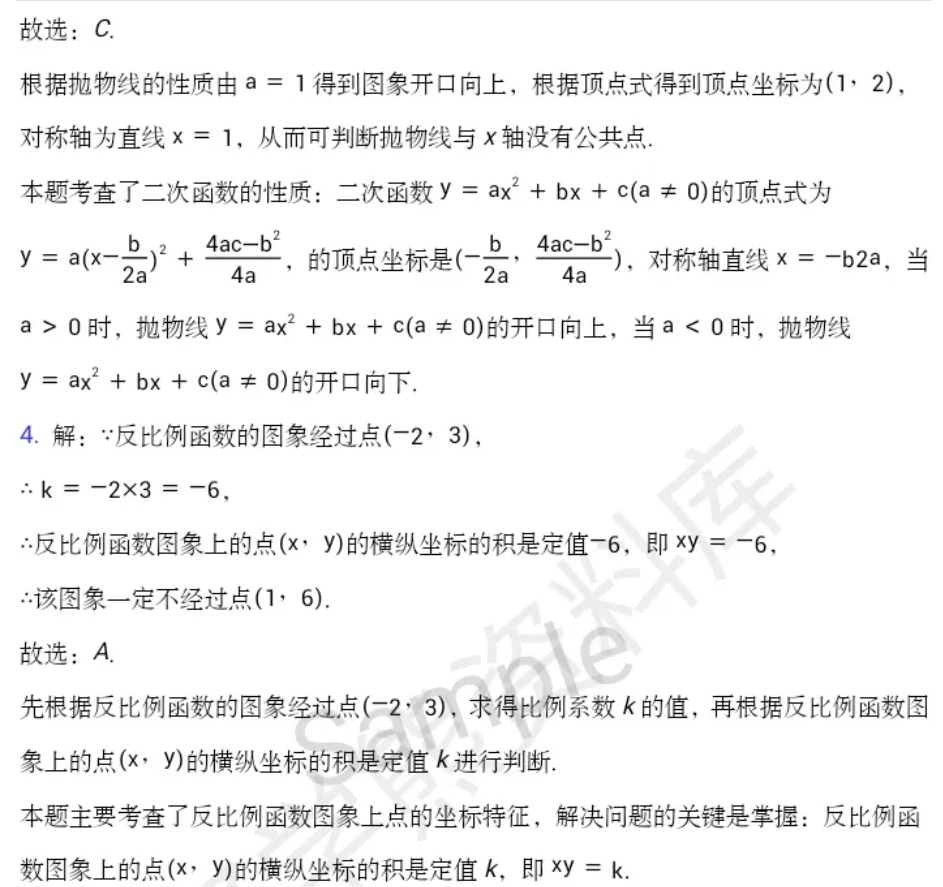 故选：C.
根据抛物线的性质由 a = 1 得到图象开口向上，根据顶点式得到顶点坐标为(1，2)，
对称轴为直线 x = 1，从而可判断抛物线与 x 轴没有公共点.
本题考查了二次函数的性质：二次函数 y = ax² + bx + c(a ≠ 0)的顶点式为
y = a(x−b/2a)² + (4ac−b²)/4a，的顶点坐标是(−b/2a，(4ac−b²)/4a)，对称轴直线 x = −b2a，当
a > 0 时，抛物线 y = ax² + bx + c(a ≠ 0)的开口向上，当 a < 0 时，抛物线
y = ax² + bx + c(a ≠ 0)的开口向下.
4. 解：∵反比例函数的图象经过点(−2，3)，
∴ k = −2×3 = −6，
∴反比例函数图象上的点(x，y)的横纵坐标的积是定值−6，即 xy = −6，
∴该图象一定不经过点(1，6).
故选：A.
先根据反比例函数的图象经过点(−2，3)，求得比例系数 k 的值，再根据反比例函数图
象上的点(x，y)的横纵坐标的积是定值 k 进行判断.
本题主要考查了反比例函数图象上点的坐标特征，解决问题的关键是掌握：反比例函
数图象上的点(x，y)的横纵坐标的积是定值 k，即 xy = k.
Sample
资料库